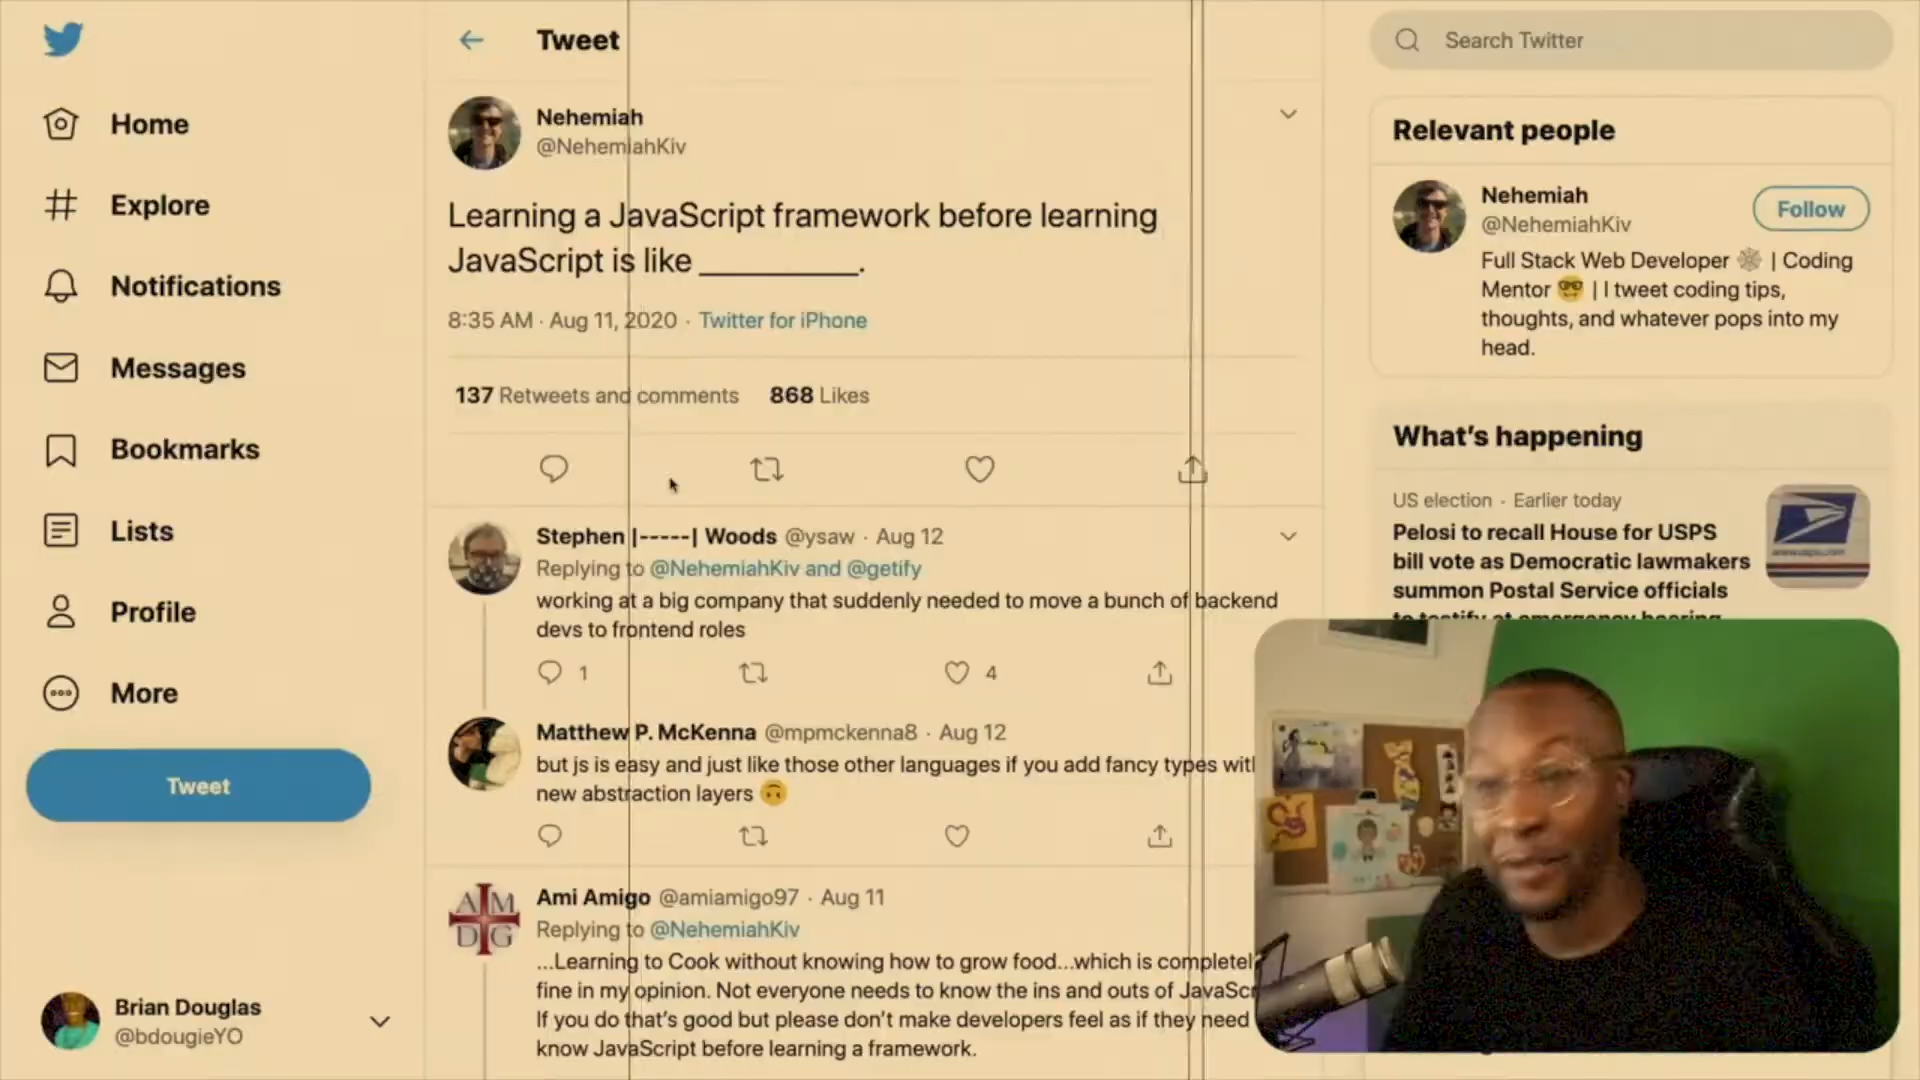 Home
Explore
Notifications
Messages
Bookmarks
Lists
Profile
More
Tweet
Brian Douglas
@bdougieYO
Tweet
Nehemiah
@NehemiahKiv
Learning a JavaScript framework before learning
JavaScript is like __________.
8:35 AM · Aug 11, 2020 · Twitter for iPhone
137 Retweets and comments 868 Likes
Stephen |-----| Woods @ysaw · Aug 12
Replying to @NehemiahKiv and @getify
working at a big company that suddenly needed to move a bunch of backend
devs to frontend roles
1 4
Matthew P. McKenna @mpmckenna8 · Aug 12
but js is easy and just like those other languages if you add fancy types
new abstraction layers 🙃
AM
DG
Ami Amigo @amiamigo97 · Aug 11
Replying to @NehemiahKiv
...Learning to Cook without knowing how to grow food...which is
fine in my opinion. Not everyone needs to know the ins and outs of
If you do that's good but please don't make developers feel as if they need
know JavaScript before learning a framework.
Search Twitter
Relevant people
Nehemiah
@NehemiahKiv
Follow
Full Stack Web Developer 🕸 | Coding
Mentor 🤓 | I tweet coding tips,
thoughts, and whatever pops into my
head.
What's happening
US election · Earlier today
Pelosi to recall House for USPS
bill vote as Democratic lawmakers
summon Postal Service officials